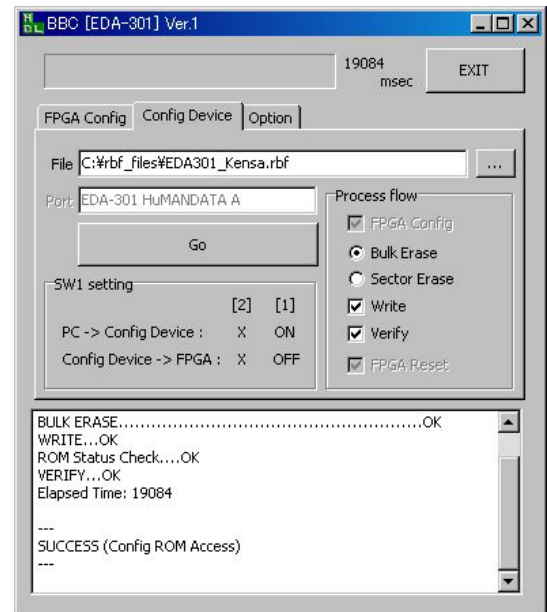 BBC [EDA-301] Ver.1
19084
msec
EXIT
FPGA Config
Config Device
Option
File C:¥rbf_files¥EDA301_Kensa.rbf ...
Port EDA-301 HuMANDATA A
Go
Process flow
FPGA Config
Bulk Erase
Sector Erase
Write
Verify
FPGA Reset
SW1 setting
[2] [1]
PC -> Config Device : X ON
Config Device -> FPGA : X OFF
BULK ERASE......................................................OK
WRITE...OK
ROM Status Check....OK
VERIFY...OK
Elapsed Time: 19084
---
SUCCESS (Config ROM Access)
---